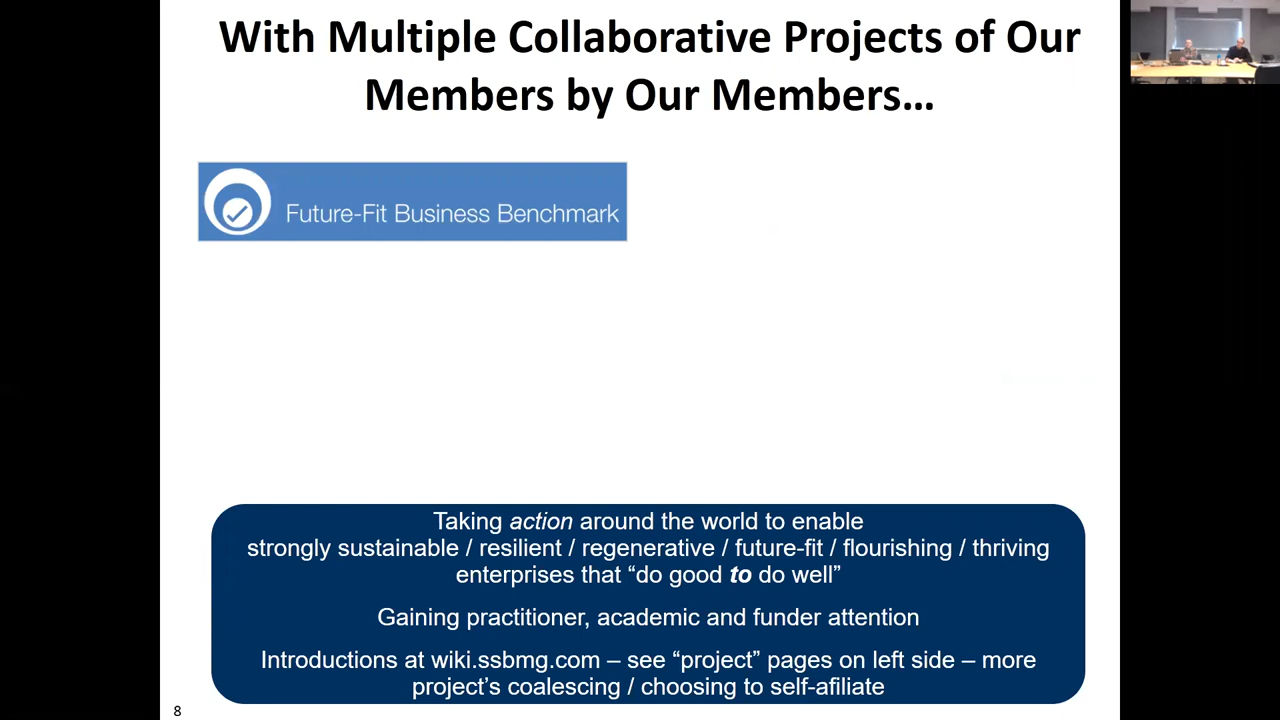 With Multiple Collaborative Projects of Our
Members by Our Members…
Future-Fit Business Benchmark
Taking action around the world to enable
strongly sustainable / resilient / regenerative / future-fit / flourishing / thriving
enterprises that “do good to do well”
Gaining practitioner, academic and funder attention
Introductions at wiki.ssbmg.com – see “project” pages on left side – more
project’s coalescing / choosing to self-afiliate
8